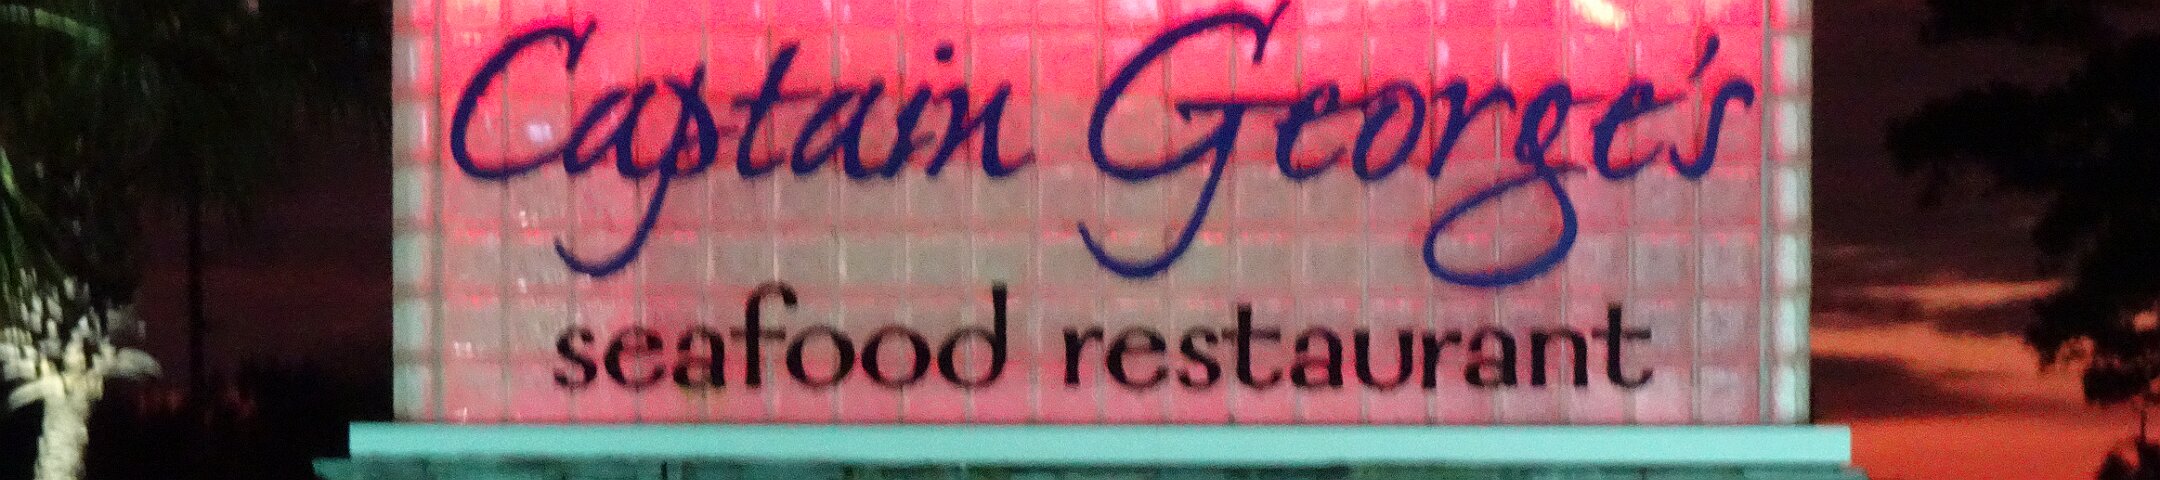 Captain George's
seafood restaurant